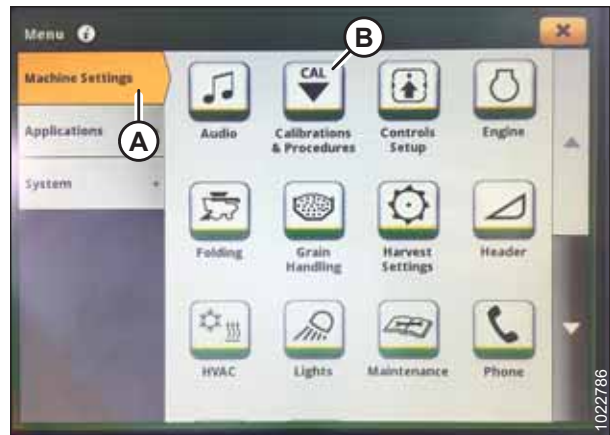 Menu i
B
Machine Settings
A
Applications
System
CAL
Audio
Calibrations
& Procedures
Controls
Setup
Engine
Folding
Grain
Handling
Harvest
Settings
Header
HVAC
Lights
Maintenance
Phone
1022786